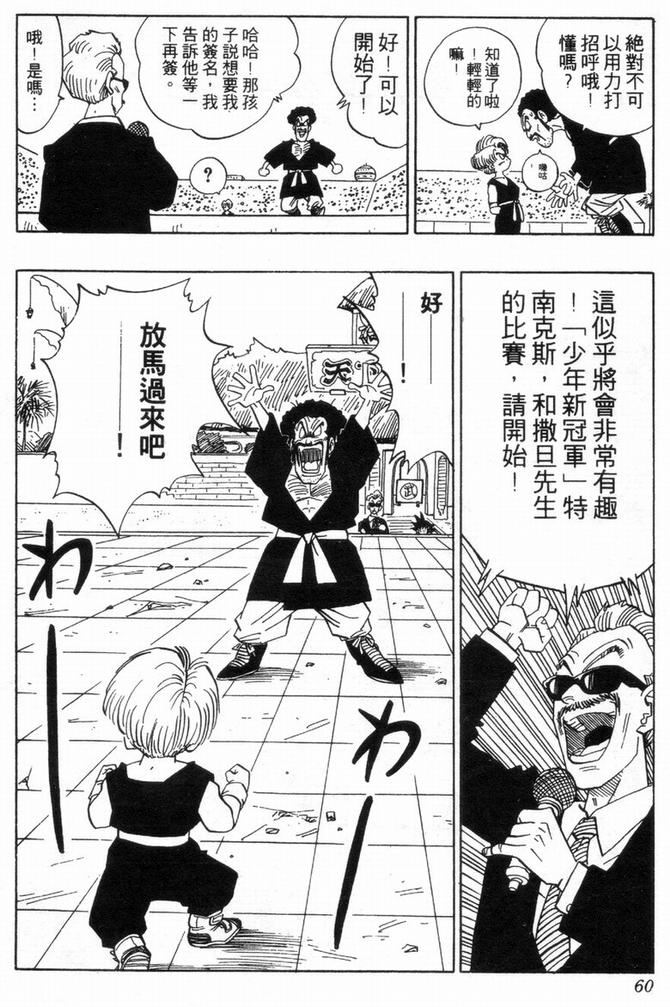 絕對不可
以用力打
招呼哦！
懂嗎？
知道了啦
！輕輕的
嘛！
嘰咕
好！可以
開始了！
哈哈！那孩
子說想要我
的簽名，我
告訴他等一
下再簽。
？
哦！是嗎…
這似乎將會非常有趣
！「少年新冠軍」特
南克斯，和撒旦先生
的比賽，請開始！
好——！
放馬過來吧——！
天
武
わ—
わ—
60